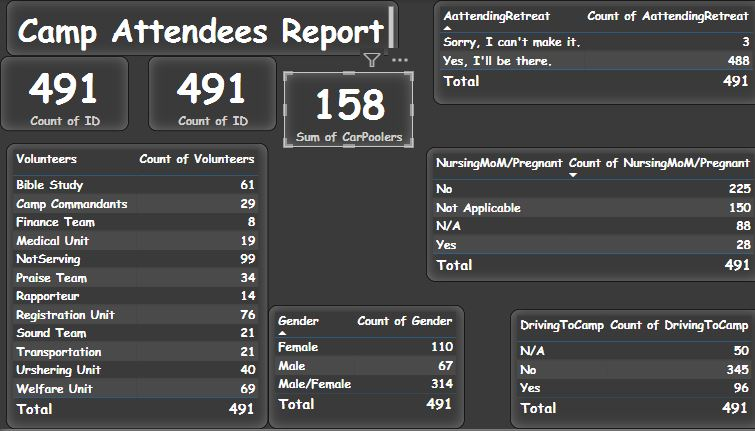 Camp Attendees Report
491
Count of ID
491
Count of ID
158
Sum of CarPoolers
AattendingRetreat Count of AattendingRetreat
Sorry, I can't make it. 3
Yes, I'll be there. 488
Total 491
Volunteers Count of Volunteers
Bible Study 61
Camp Commandants 29
Finance Team 8
Medical Unit 19
NotServing 99
Praise Team 34
Rapporteur 14
Registration Unit 76
Sound Team 21
Transportation 21
Urshering Unit 40
Welfare Unit 69
Total 491
NursingMoM/Pregnant Count of NursingMoM/Pregnant
No 225
Not Applicable 150
N/A 88
Yes 28
Total 491
Gender Count of Gender
Female 110
Male 67
Male/Female 314
Total 491
DrivingToCamp Count of DrivingToCamp
N/A 50
No 345
Yes 96
Total 491